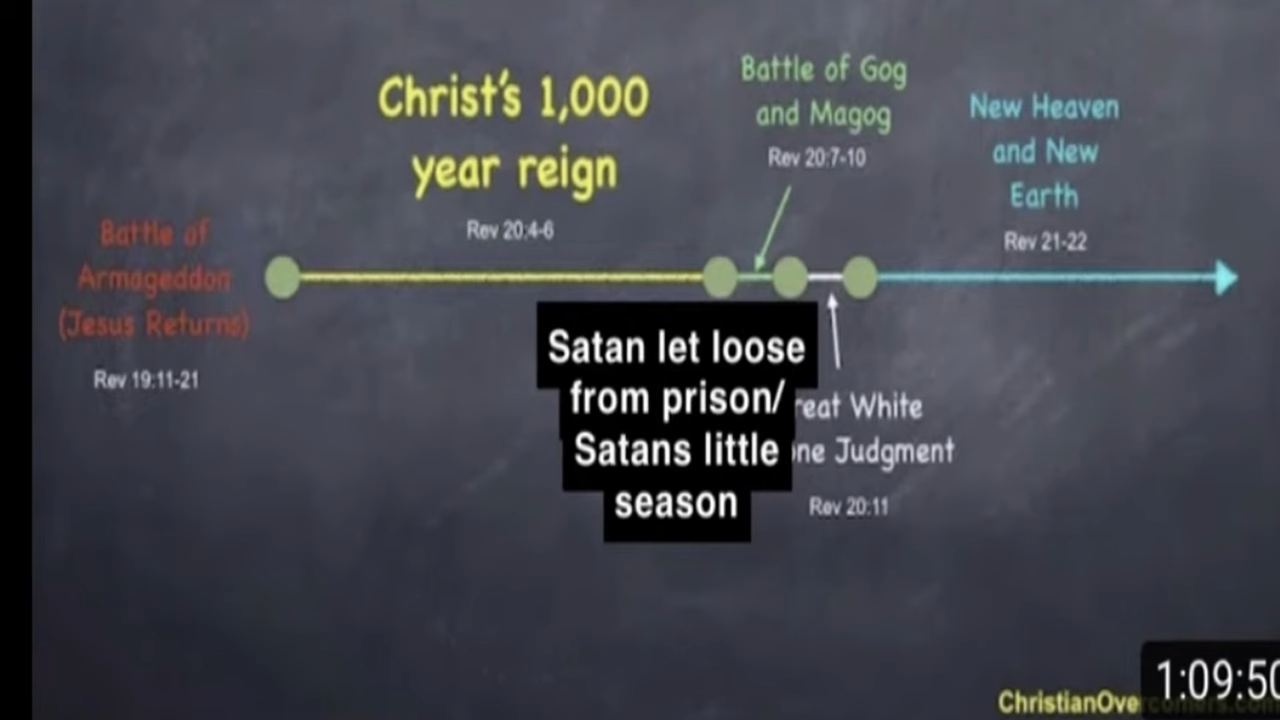 Battle of
Armageddon
(Jesus Returns)
Rev 19:11-21
Christ's 1,000
year reign
Rev 20:4-6
Battle of Gog
and Magog
Rev 20:7-10
New Heaven
and New
Earth
Rev 21-22
Satan let loose
from prison/
Satans little
season
reat White
one Judgment
Rev 20:11
1:09:50